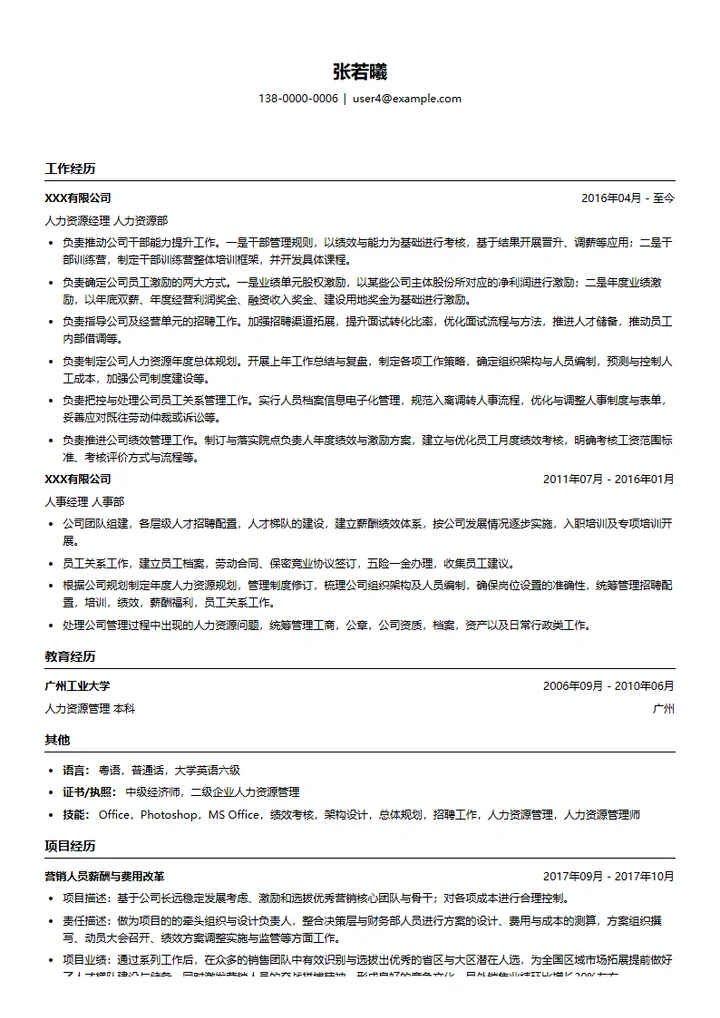 张若曦
138-0000-0006 | user4@example.com
工作经历
XXX有限公司 2016年04月 - 至今
人力资源经理 人力资源部
• 负责推动公司干部能力提升工作。一是干部管理规则，以绩效与能力为基础进行考核，基于结果开展晋升、调薪等应用；二是干
部训练营，制定干部训练营整体培训框架，并开发具体课程。
• 负责确定公司员工激励的两大方式。一是业绩单元股权激励，以某些公司主体股份所对应的净利润进行激励；二是年度业绩激
励，以年底双薪、年度经营利润奖金、融资收入奖金、建设用地奖金为基础进行激励。
• 负责指导公司及经营单元的招聘工作。加强招聘渠道拓展，提升面试转化比率，优化面试流程与方法，推进人才储备，推动员工
内部借调等。
• 负责制定公司人力资源年度总体规划。开展上年工作总结与复盘，制定各项工作策略，确定组织架构与人员编制，预测与控制人
工成本，加强公司制度建设等。
• 负责把控与处理公司员工关系管理工作。实行人员档案信息电子化管理，规范入离调转人事流程，优化与调整人事制度与表单，
妥善应对既往劳动仲裁或诉讼等。
• 负责推进公司绩效管理工作。制订与落实院点负责人年度绩效与激励方案，建立与优化员工月度绩效考核，明确考核工资范围标
准、考核评价方式与流程等。
XXX有限公司 2011年07月 - 2016年01月
人事经理 人事部
• 公司团队组建，各层级人才招聘配置，人才梯队的建设，建立薪酬绩效体系，按公司发展情况逐步实施，入职培训及专项培训开
展。
• 员工关系工作，建立员工档案，劳动合同、保密竞业协议签订，五险一金办理，收集员工建议。
• 根据公司规划制定年度人力资源规划，管理制度修订，梳理公司组织架构及人员编制，确保岗位设置的准确性，统筹管理招聘配
置，培训，绩效，薪酬福利，员工关系工作。
• 处理公司管理过程中出现的人力资源问题，统筹管理工商，公章，公司资质，档案，资产以及日常行政类工作。
教育经历
广州工业大学 2006年09月 - 2010年06月
人力资源管理 本科 广州
其他
• 语言： 粤语，普通话，大学英语六级
• 证书/执照： 中级经济师，二级企业人力资源管理
• 技能： Office，Photoshop，MS Office，绩效考核，架构设计，总体规划，招聘工作，人力资源管理，人力资源管理师
项目经历
营销人员薪酬与费用改革 2017年09月 - 2017年10月
• 项目描述：基于公司长远稳定发展考虑、激励和选拔优秀营销核心团队与骨干；对各项成本进行合理控制。
• 责任描述：做为项目的的牵头组织与设计负责人，整合决策层与财务部人员进行方案的设计、费用与成本的测算，方案组织撰
写、动员大会召开、绩效方案调整实施与监管等方面工作。
• 项目业绩：通过系列工作后，在众多的销售团队中有效识别与选拔出优秀的省区与大区潜在人选，为全国区域市场拓展提前做好